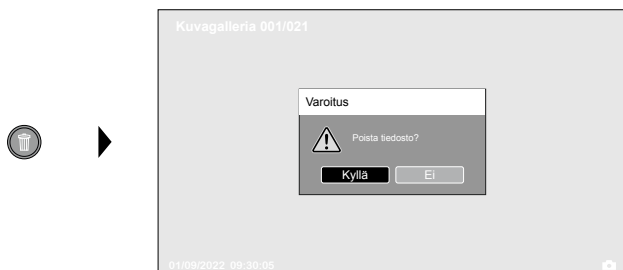 Kuvagalleria 001/021
Varoitus
Poista tiedosto?
Kyllä Ei
01/09/2022 09:30:05